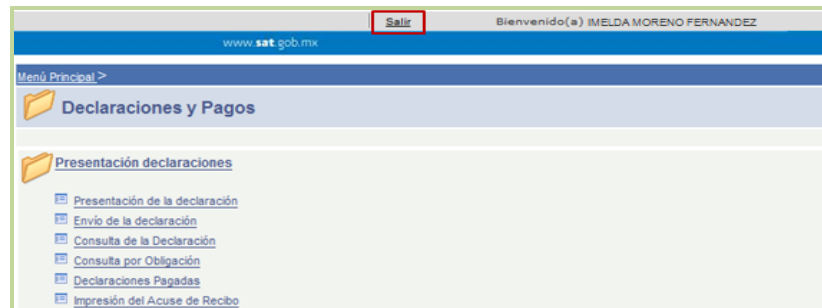 Salir Bienvenido(a) IMELDA MORENO FERNANDEZ
www.sat.gob.mx
Menú Principal >
Declaraciones y Pagos
Presentación declaraciones
Presentación de la declaración
Envío de la declaración
Consulta de la Declaración
Consulta por Obligación
Declaraciones Pagadas
Impresión del Acuse de Recibo